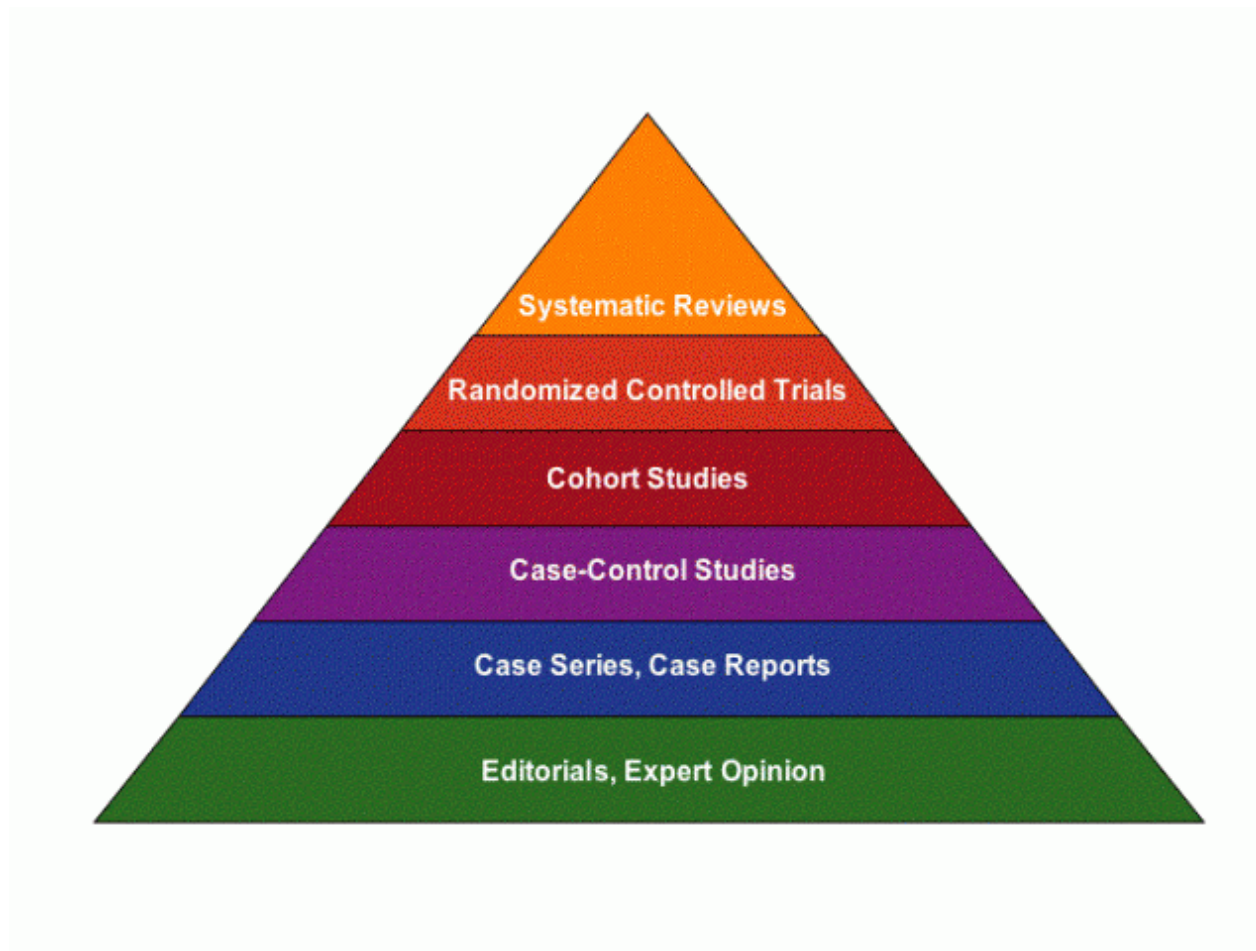 Systematic Reviews
Randomized Controlled Trials
Cohort Studies
Case-Control Studies
Case Series, Case Reports
Editorials, Expert Opinion